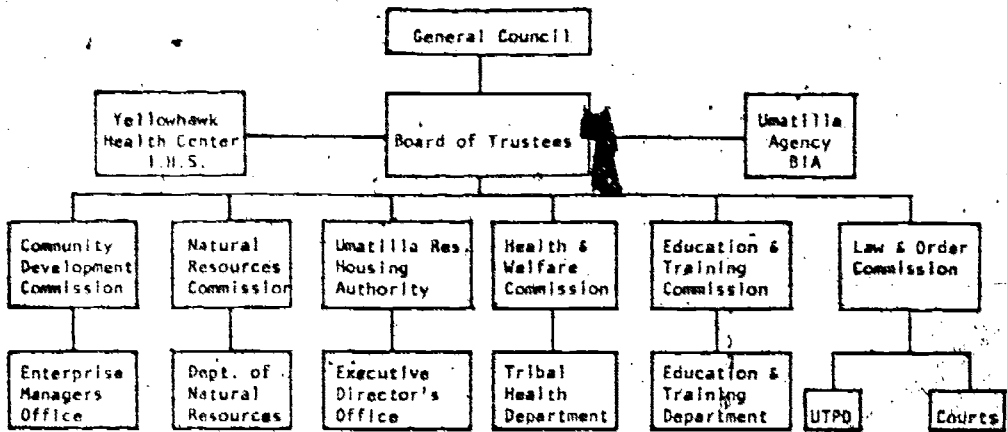 General Council
Yellowhawk
Health Center
I.H.S.
Board of Trustees
Umatilla
Agency
BIA
Community
Development
Commission
Natural
Resources
Commission
Umatilla Res.
Housing
Authority
Health &
Welfare
Commission
Education &
Training
Commission
Law & Order
Commission
Enterprise
Managers
Office
Dept. of
Natural
Resources
Executive
Director's
Office
Tribal
Health
Department
Education &
Training
Department
UTPD
Courts